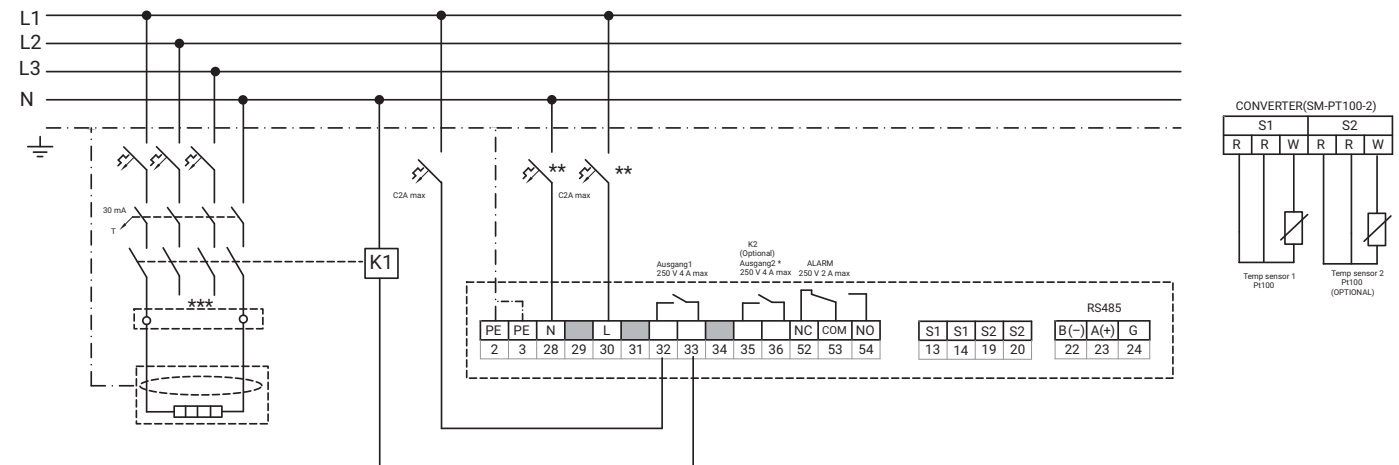 L1
L2
L3
N
CONVERTER(SM-PT100-2)
S1 S2
R R W R R W
** **
C2A max C2A max
30 mA
T
K1
K2
(Optional)
Ausgang1 Ausgang2 * ALARM
250 V 4 A max 250 V 4 A max 250 V 2 A max
Temp sensor 1
Pt100
Temp sensor 2
Pt100
(OPTIONAL)
***
RS485
PE PE N L NC COM NO S1 S1 S2 S2 B(−) A(+) G
2 3 28 29 30 31 32 33 34 35 36 52 53 54 13 14 19 20 22 23 24